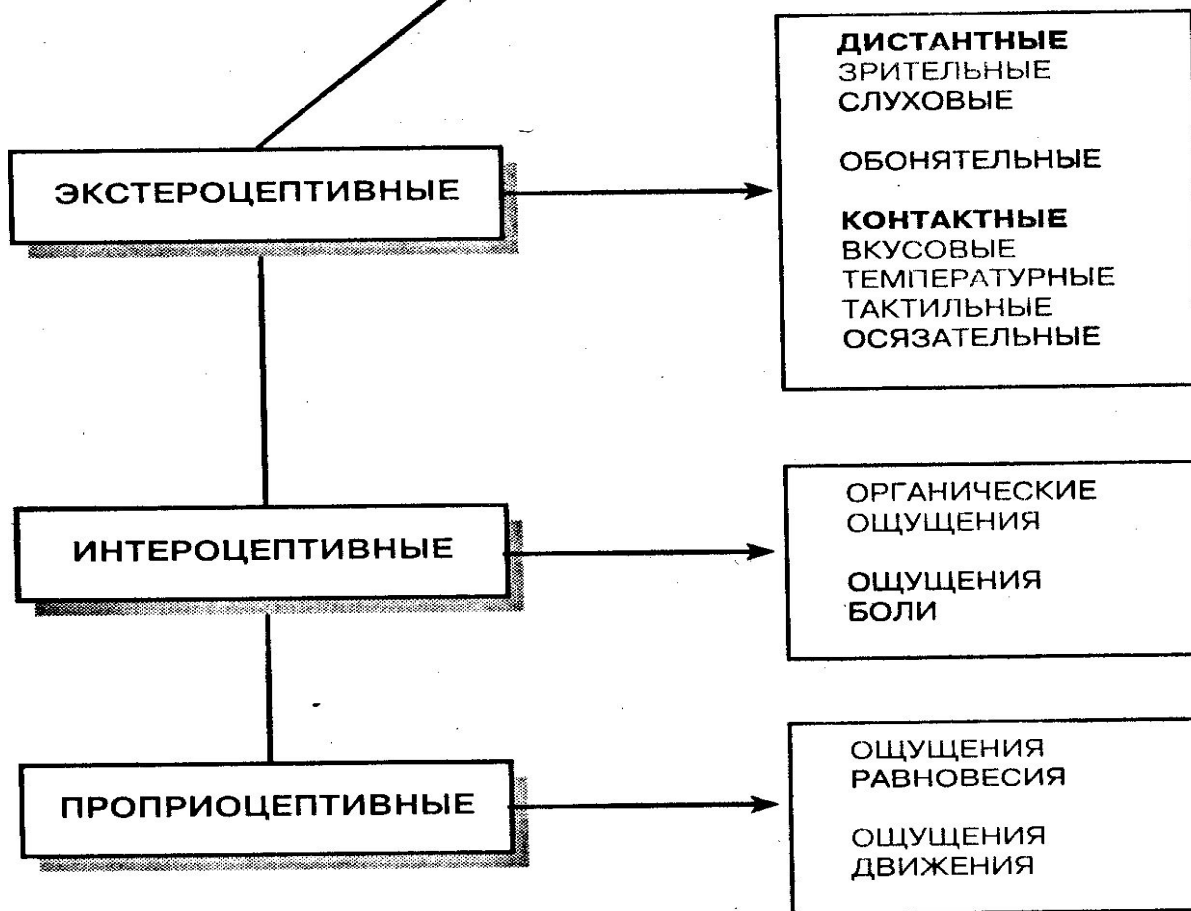 ДИСТАНТНЫЕ
ЗРИТЕЛЬНЫЕ
СЛУХОВЫЕ
ОБОНЯТЕЛЬНЫЕ
КОНТАКТНЫЕ
ВКУСОВЫЕ
ТЕМПЕРАТУРНЫЕ
ТАКТИЛЬНЫЕ
ОСЯЗАТЕЛЬНЫЕ
ЭКСТЕРОЦЕПТИВНЫЕ
ИНТЕРОЦЕПТИВНЫЕ
ОРГАНИЧЕСКИЕ
ОЩУЩЕНИЯ
ОЩУЩЕНИЯ
БОЛИ
ПРОПРИОЦЕПТИВНЫЕ
ОЩУЩЕНИЯ
РАВНОВЕСИЯ
ОЩУЩЕНИЯ
ДВИЖЕНИЯ